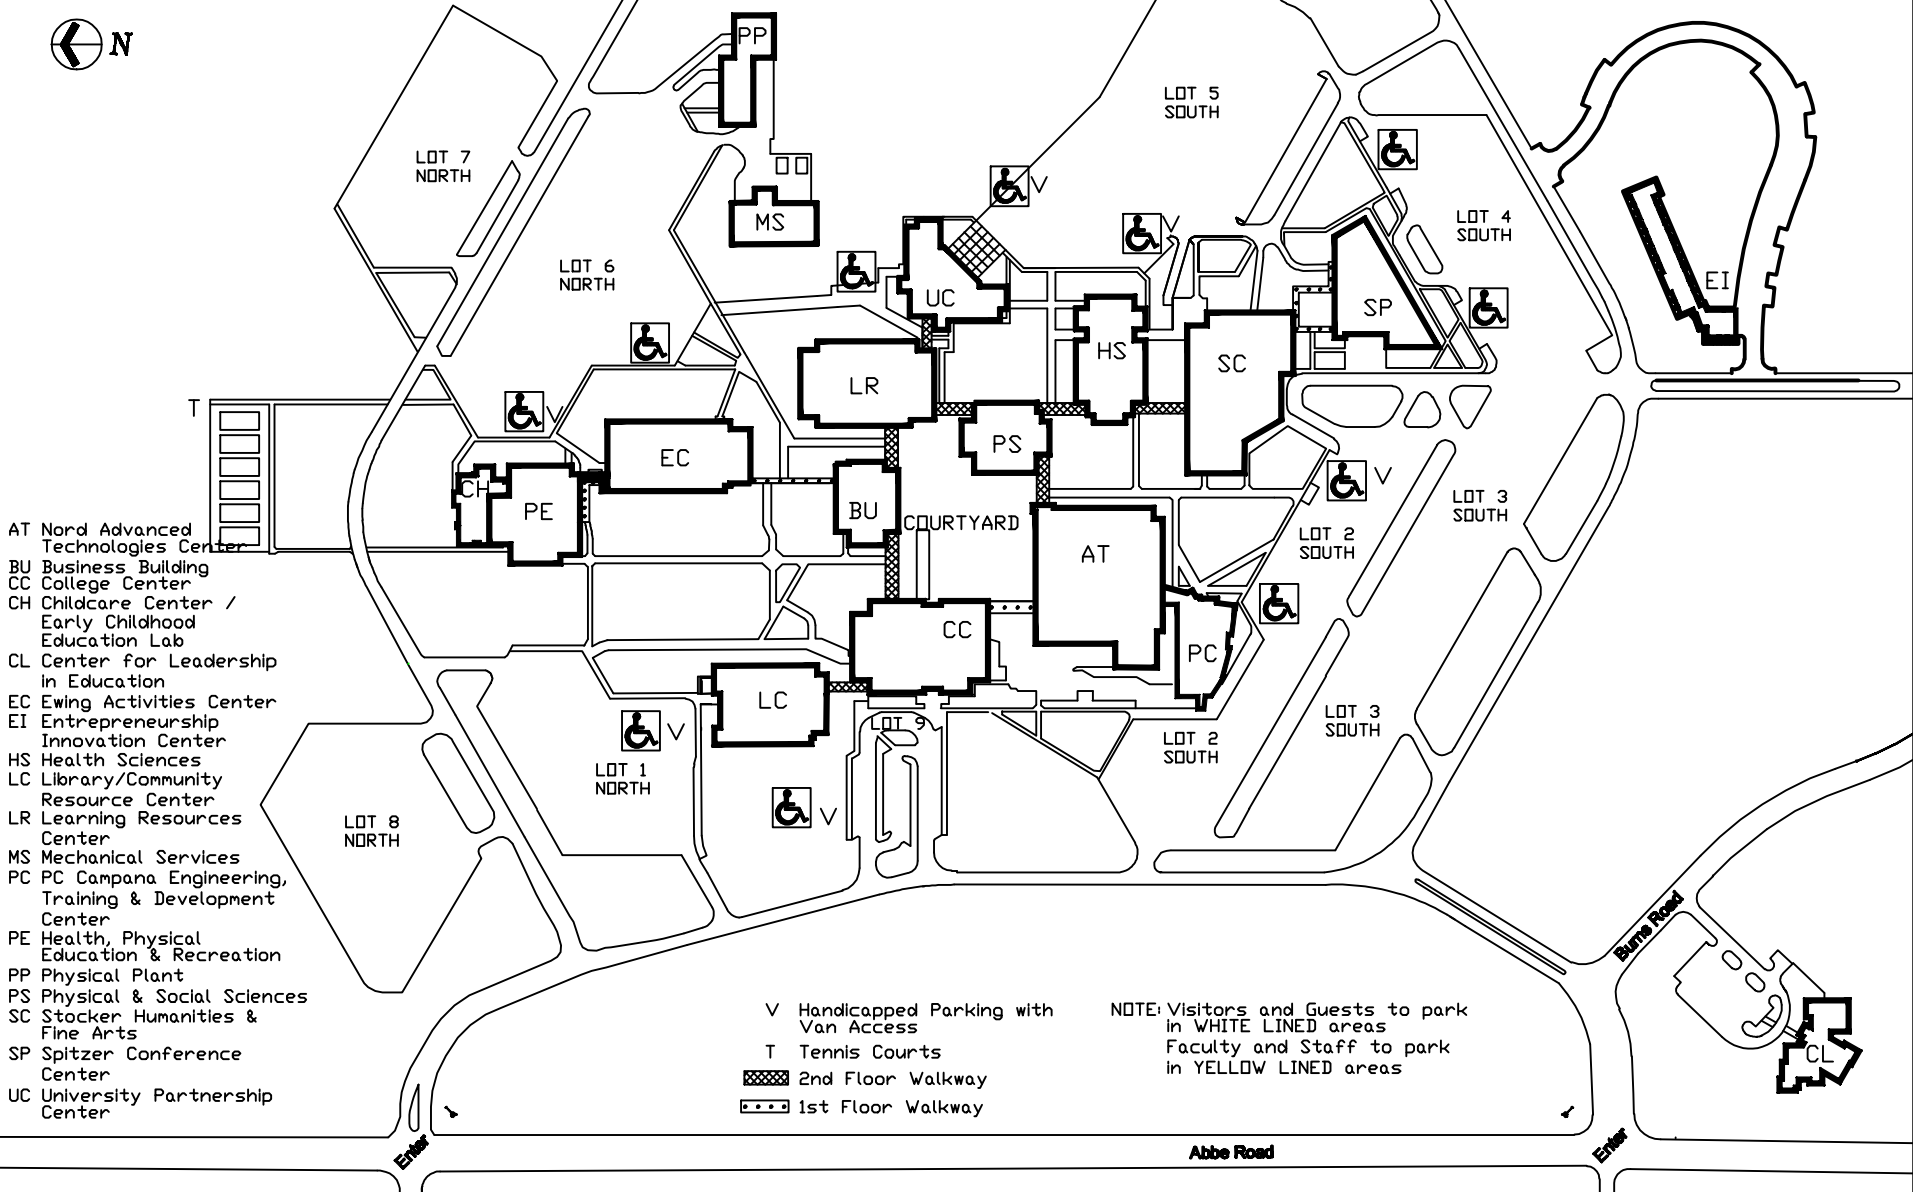 N
PP
LOT 5
SOUTH
LOT 7
NORTH
V
LOT 4
SOUTH
MS
V
LOT 6
NORTH
EI
UC
SP
HS
SC
LR
T
V
PS
EC
V
CH
LOT 3
SOUTH
PE
BU
COURTYARD
LOT 2
SOUTH
AT
CC
PC
LC
LOT 9
V
LOT 3
SOUTH
LOT 2
SOUTH
LOT 1
NORTH
V
LOT 8
NORTH
AT Nord Advanced
Technologies Center
BU Business Building
CC College Center
CH Childcare Center /
Early Childhood
Education Lab
CL Center for Leadership
in Education
EC Ewing Activities Center
EI Entrepreneurship
Innovation Center
HS Health Sciences
LC Library/Community
Resource Center
LR Learning Resources
Center
MS Mechanical Services
PC PC Campana Engineering,
Training & Development
Center
PE Health, Physical
Education & Recreation
PP Physical Plant
PS Physical & Social Sciences
SC Stocker Humanities &
Fine Arts
SP Spitzer Conference
Center
UC University Partnership
Center
V Handicapped Parking with
Van Access
T Tennis Courts
2nd Floor Walkway
1st Floor Walkway
NOTE: Visitors and Guests to park
in WHITE LINED areas
Faculty and Staff to park
in YELLOW LINED areas
Burns Road
CL
Enter
Abbe Road
Enter